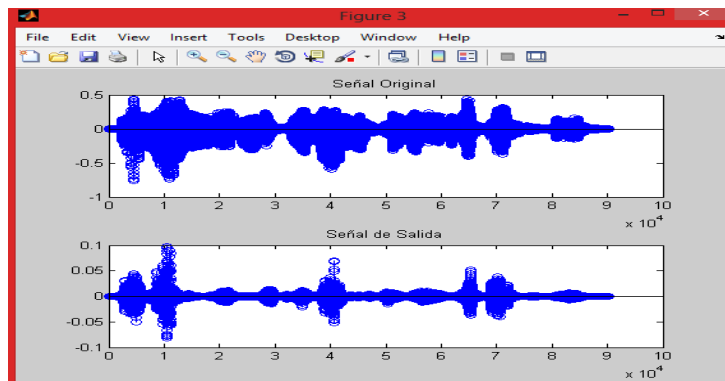 Figure 3
File Edit View Insert Tools Desktop Window Help
Señal Original
0.5
0
-0.5
-1
0 1 2 3 4 5 6 7 8 9 10
x 10^4
Señal de Salida
0.1
0.05
0
-0.05
-0.1
0 1 2 3 4 5 6 7 8 9 10
x 10^4